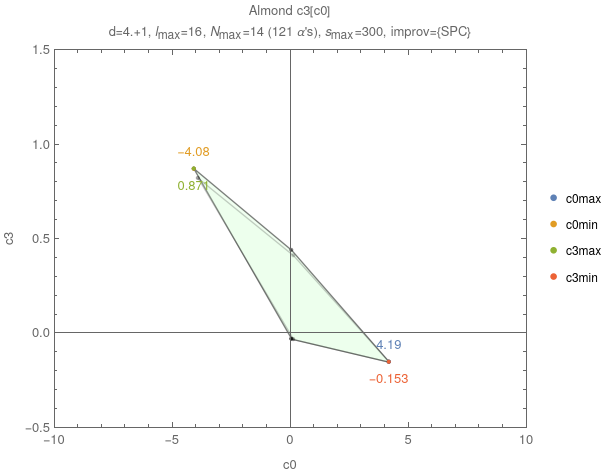 Almond c3[c0]
d=4.+1, lmax=16, Nmax=14 (121 α's), smax=300, improv={SPC}
1.5
1.0
0.5
0.0
−0.5
−10
−5
0
5
10
c3
c0
−4.08
0.871
4.19
−0.153
c0max
c0min
c3max
c3min